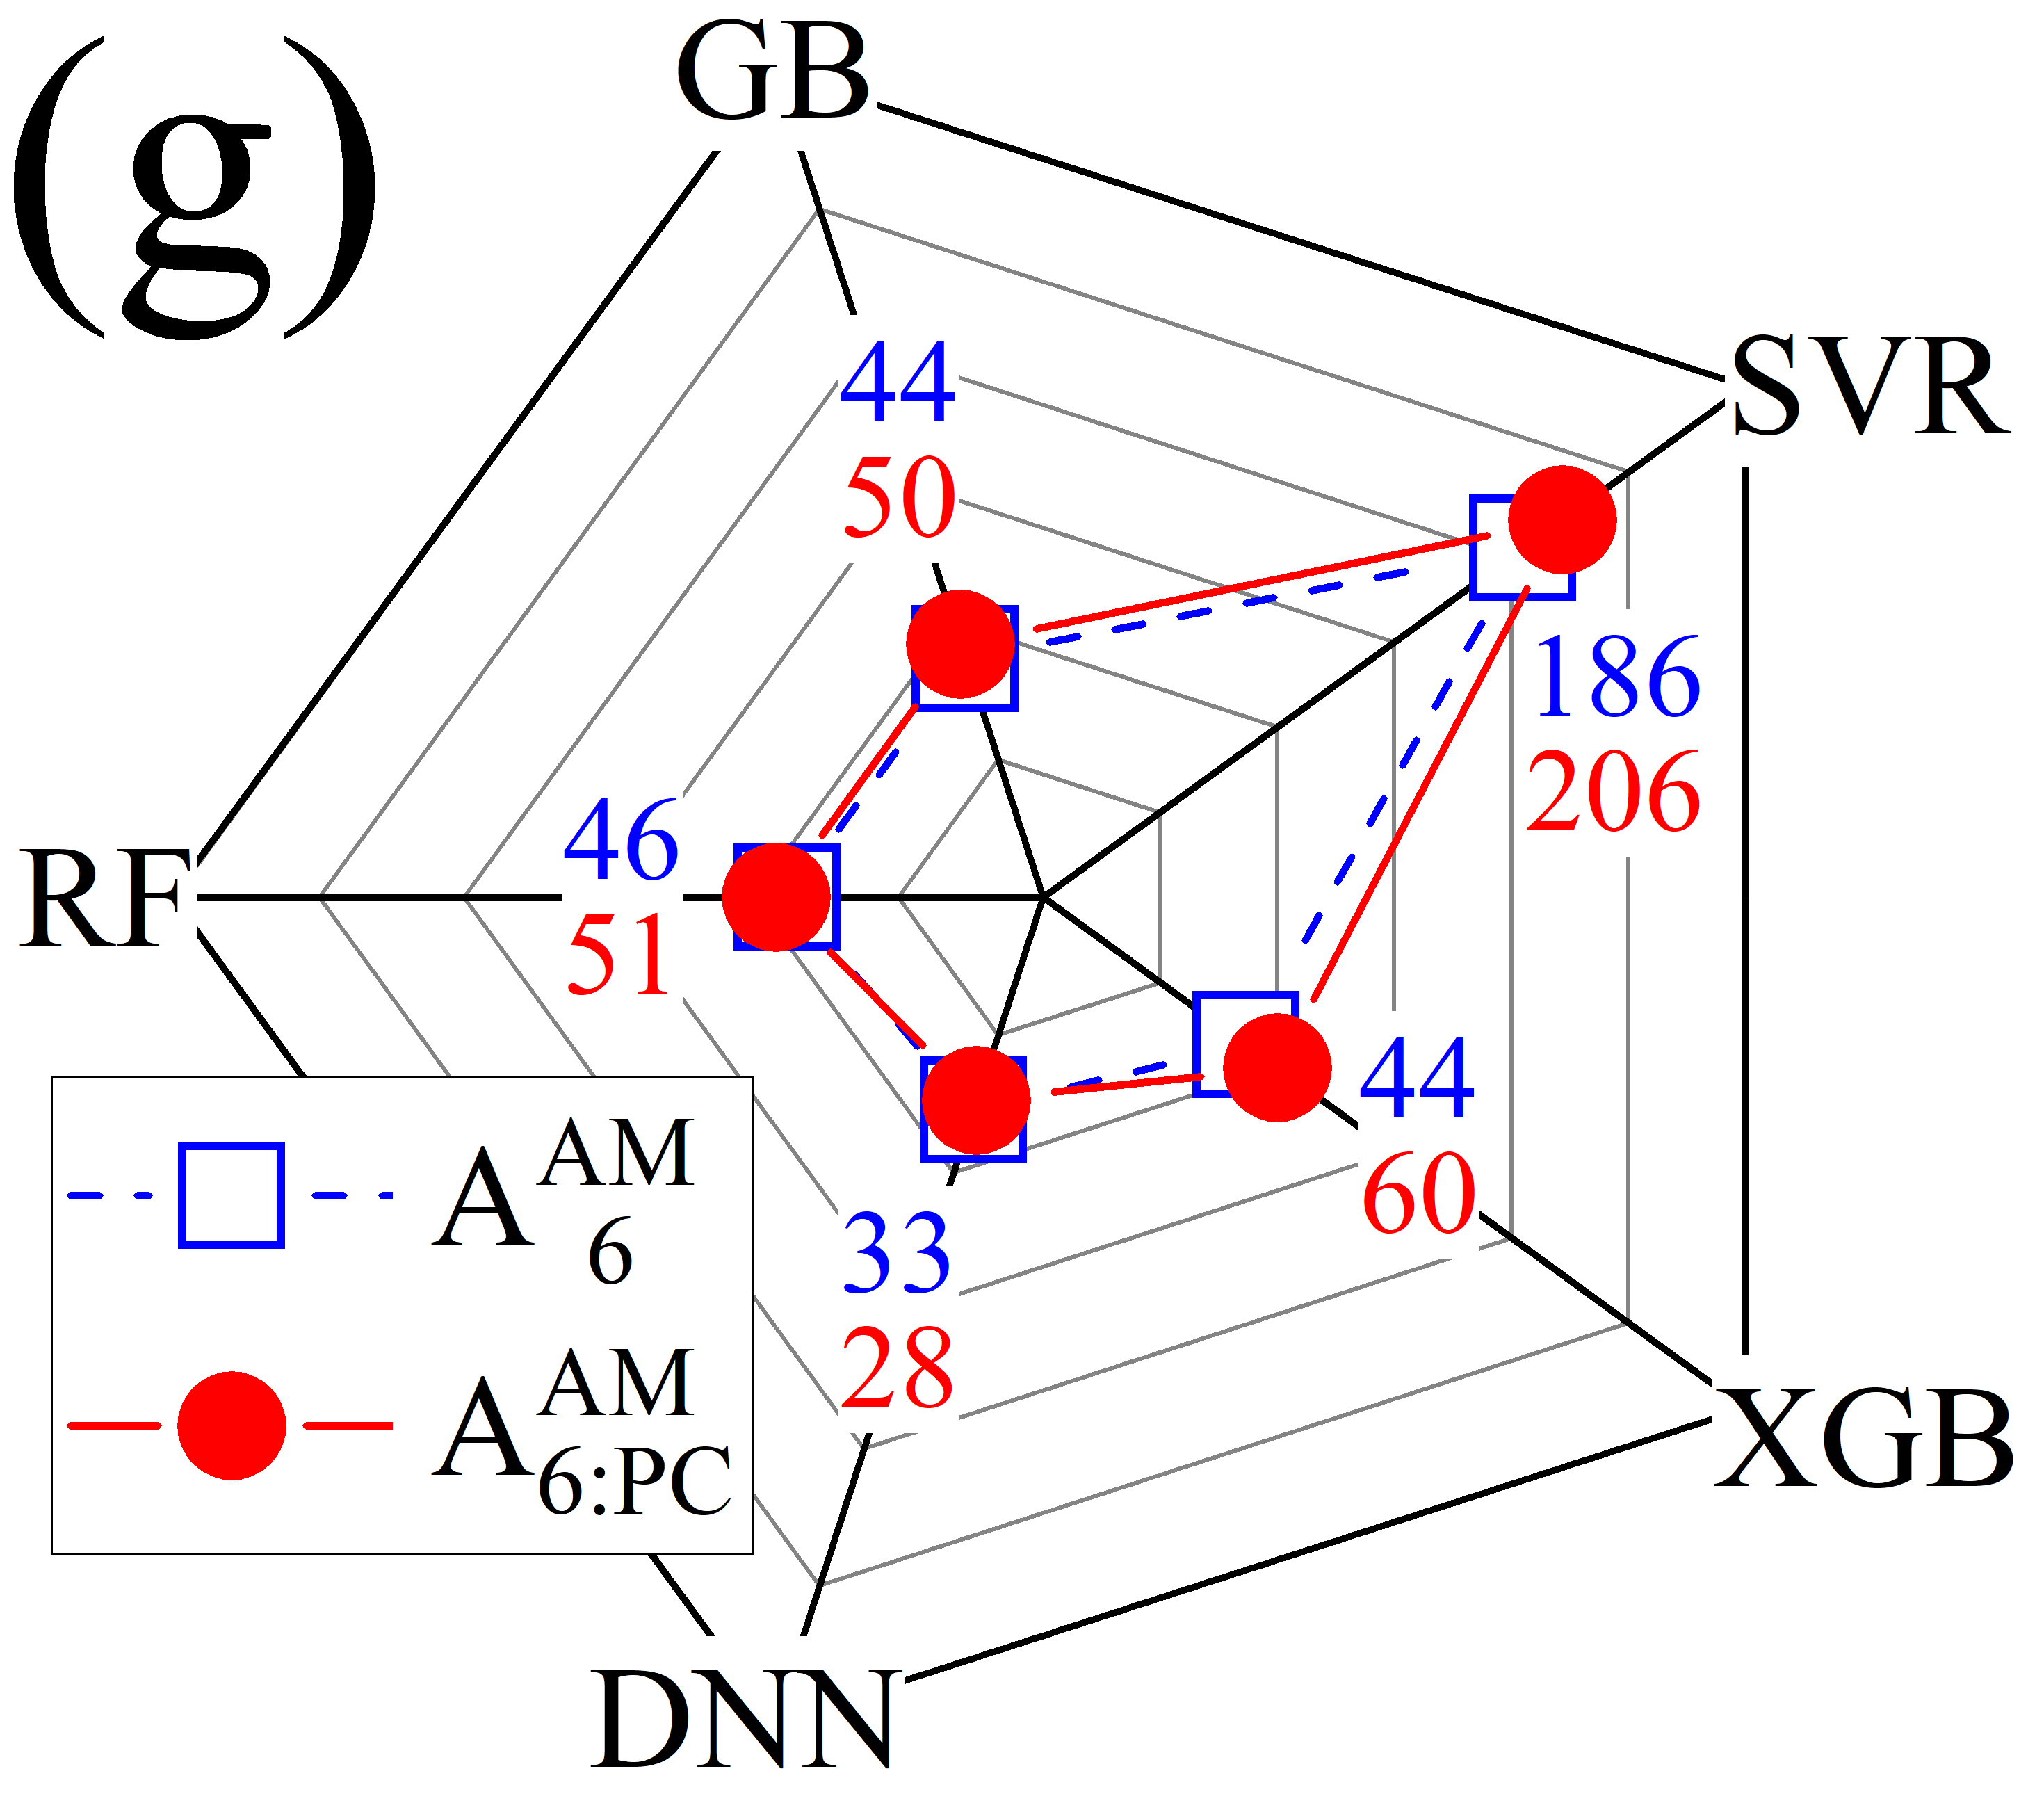 (g)
GB
SVR
44
50
186
206
RF
46
51
44
60
33
28
A AM 6
A AM 6:PC
XGB
DNN